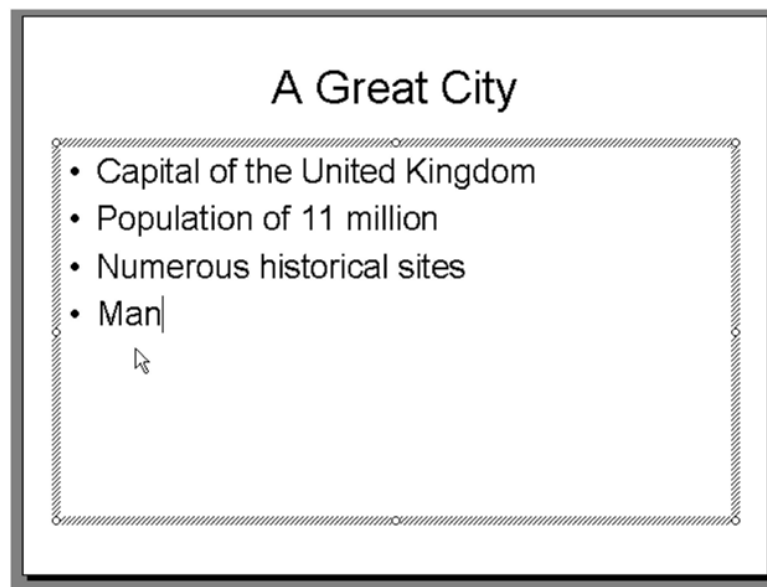 A Great City
• Capital of the United Kingdom
• Population of 11 million
• Numerous historical sites
• Man